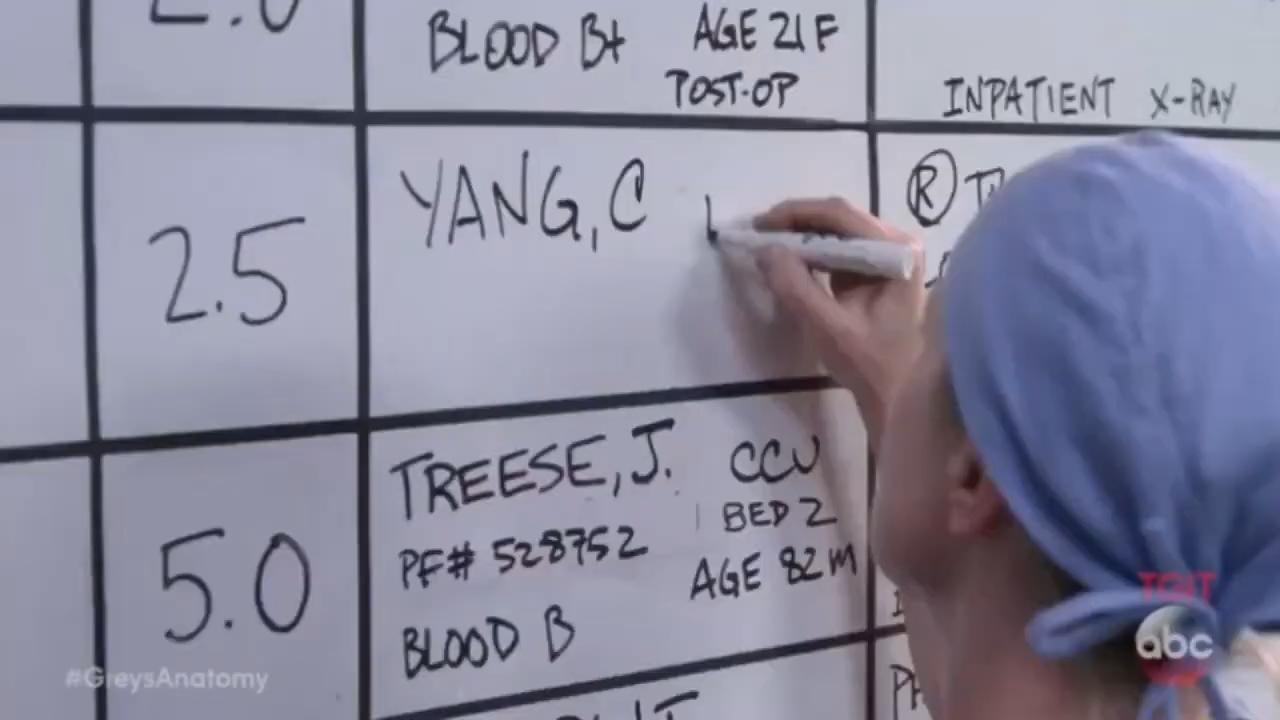 2.0
BLOOD B+
AGE 21 F
POST-OP
INPATIENT X-RAY
2.5
YANG, C
R
5.0
TREESE, J.
CCU
BED 2
PF# 528752
AGE 82 M
BLOOD B
#GreysAnatomy
TGIT
abc